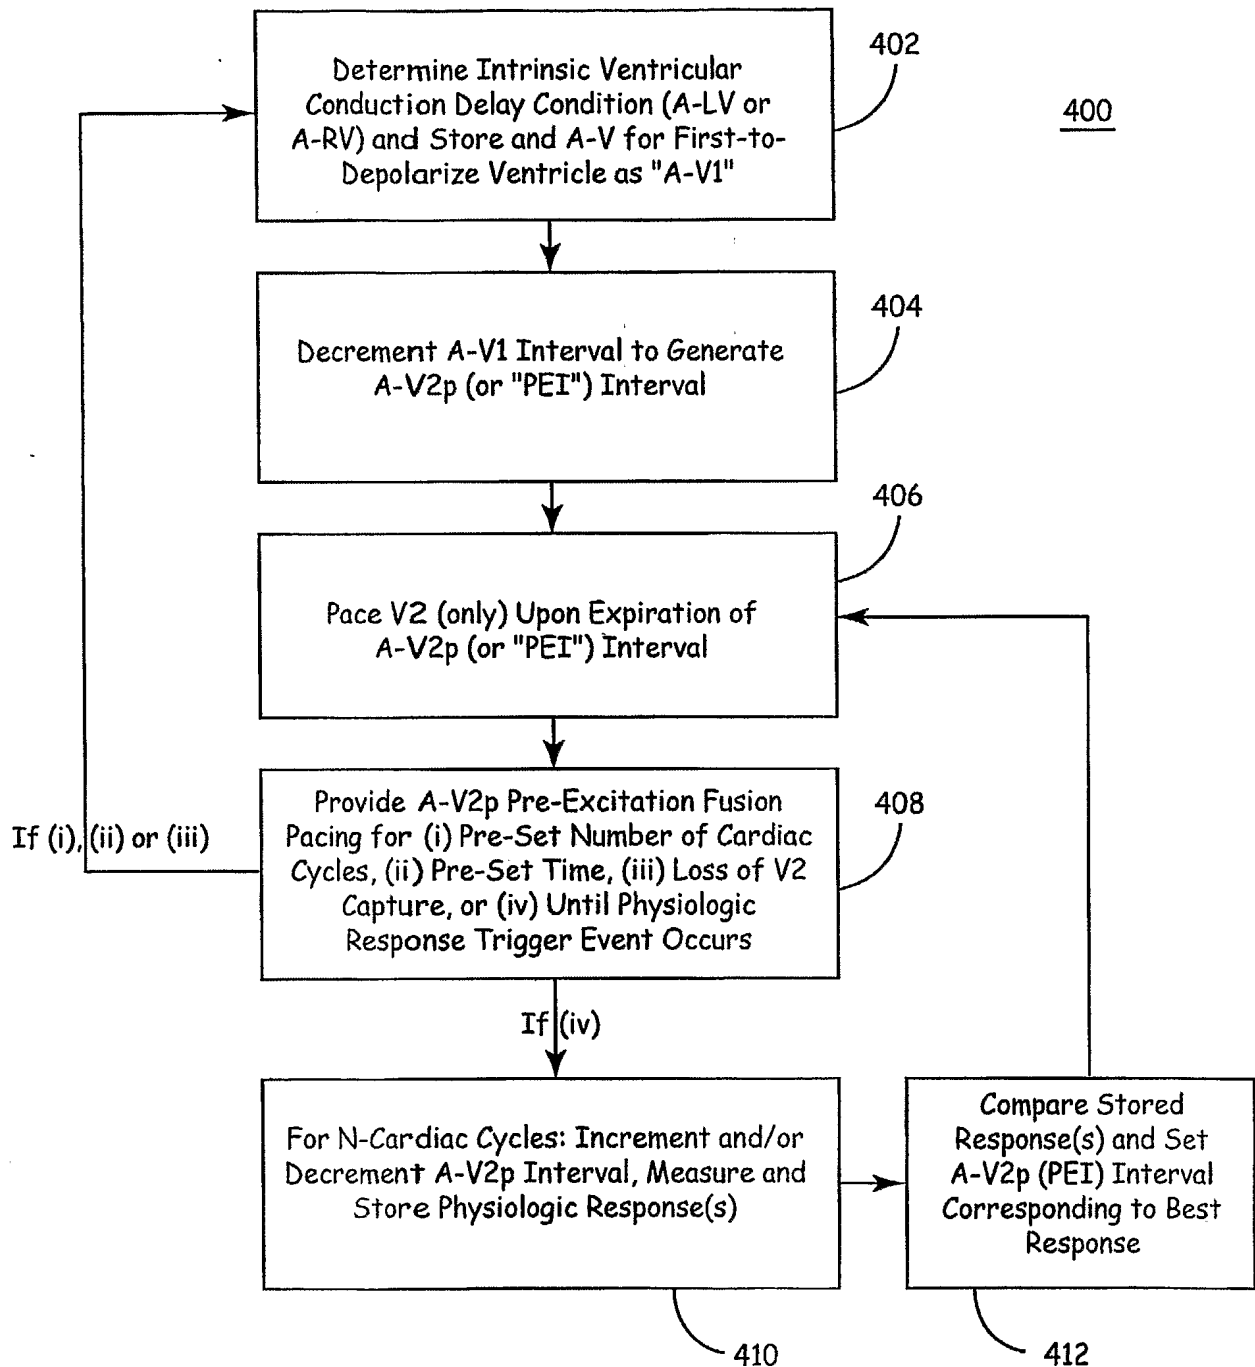 402
Determine Intrinsic Ventricular
Conduction Delay Condition (A-LV or
A-RV) and Store and A-V for First-to-
Depolarize Ventricle as "A-V1"
400
404
Decrement A-V1 Interval to Generate
A-V2p (or "PEI") Interval
406
Pace V2 (only) Upon Expiration of
A-V2p (or "PEI") Interval
408
Provide A-V2p Pre-Excitation Fusion
Pacing for (i) Pre-Set Number of Cardiac
Cycles, (ii) Pre-Set Time, (iii) Loss of V2
Capture, or (iv) Until Physiologic
Response Trigger Event Occurs
If (i), (ii) or (iii)
If (iv)
For N-Cardiac Cycles: Increment and/or
Decrement A-V2p Interval, Measure and
Store Physiologic Response(s)
410
Compare Stored
Response(s) and Set
A-V2p (PEI) Interval
Corresponding to Best
Response
412